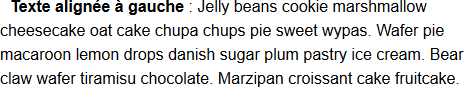 Texte alignée à gauche : Jelly beans cookie marshmallow
cheesecake oat cake chupa chups pie sweet wypas. Wafer pie
macaroon lemon drops danish sugar plum pastry ice cream. Bear
claw wafer tiramisu chocolate. Marzipan croissant cake fruitcake.